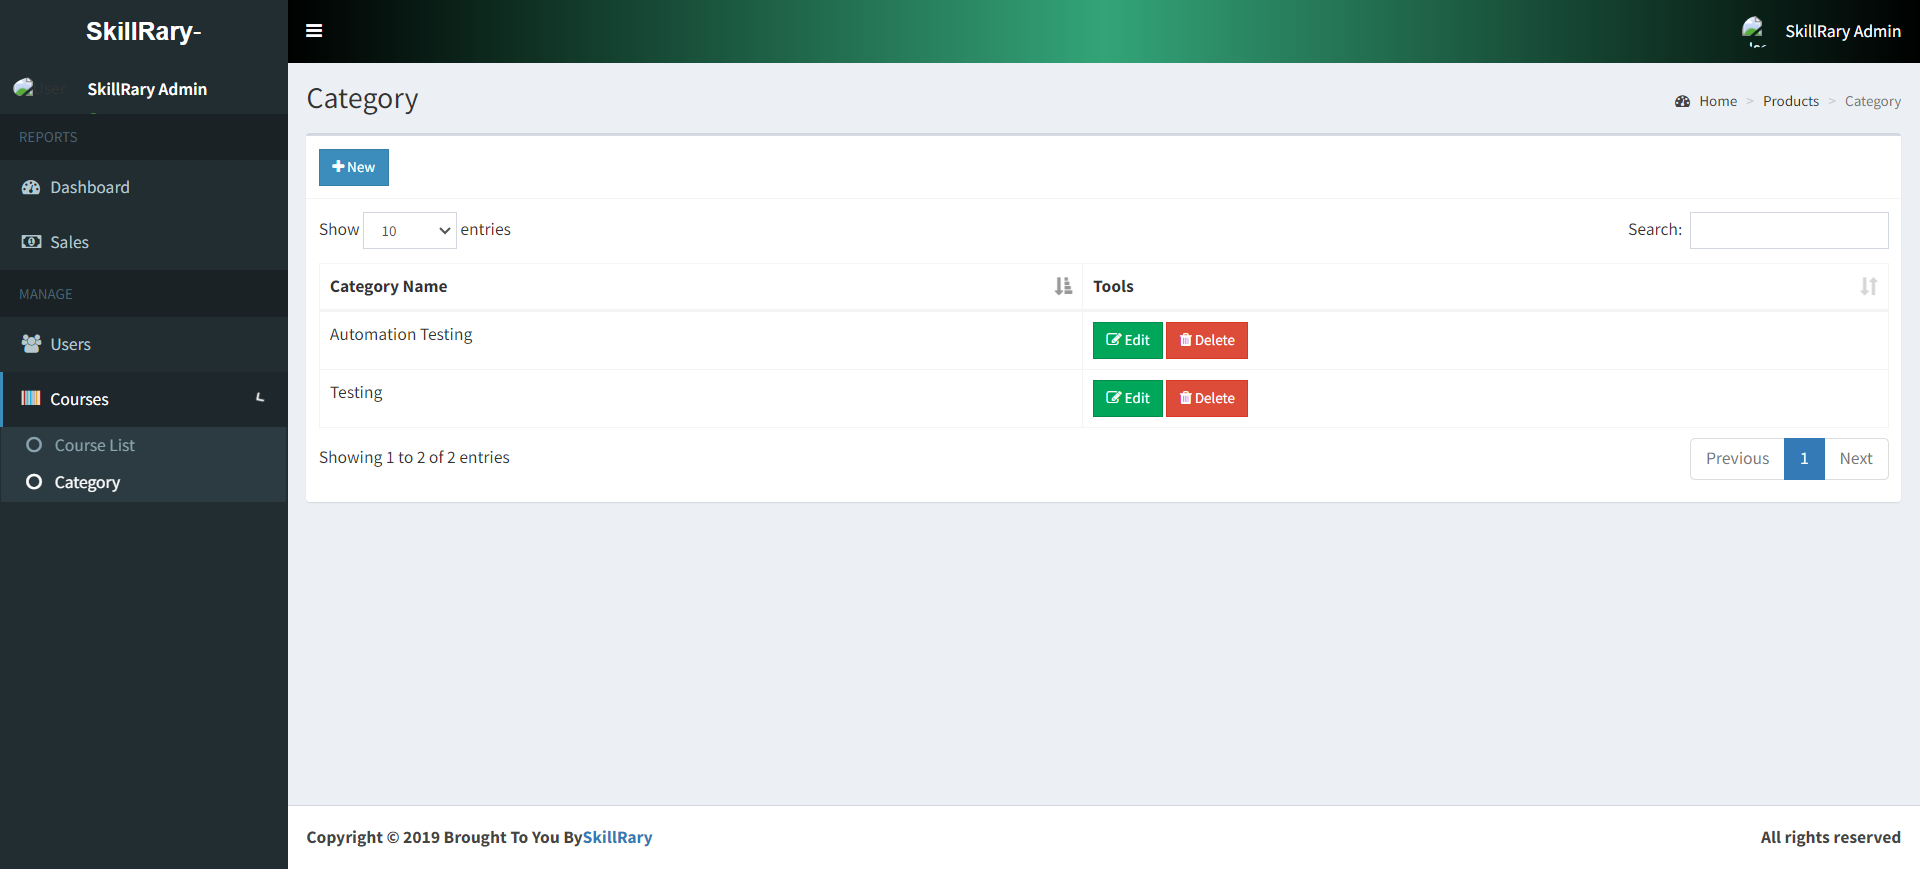 SkillRary-
SkillRary Admin
User
SkillRary Admin
REPORTS
Dashboard
Sales
MANAGE
Users
Courses
Course List
Category
Category
Home > Products > Category
New
Show 10 entries
Search:
Category Name Tools
Automation Testing Edit Delete
Testing Edit Delete
Showing 1 to 2 of 2 entries
Previous 1 Next
Copyright © 2019 Brought To You BySkillRary
All rights reserved